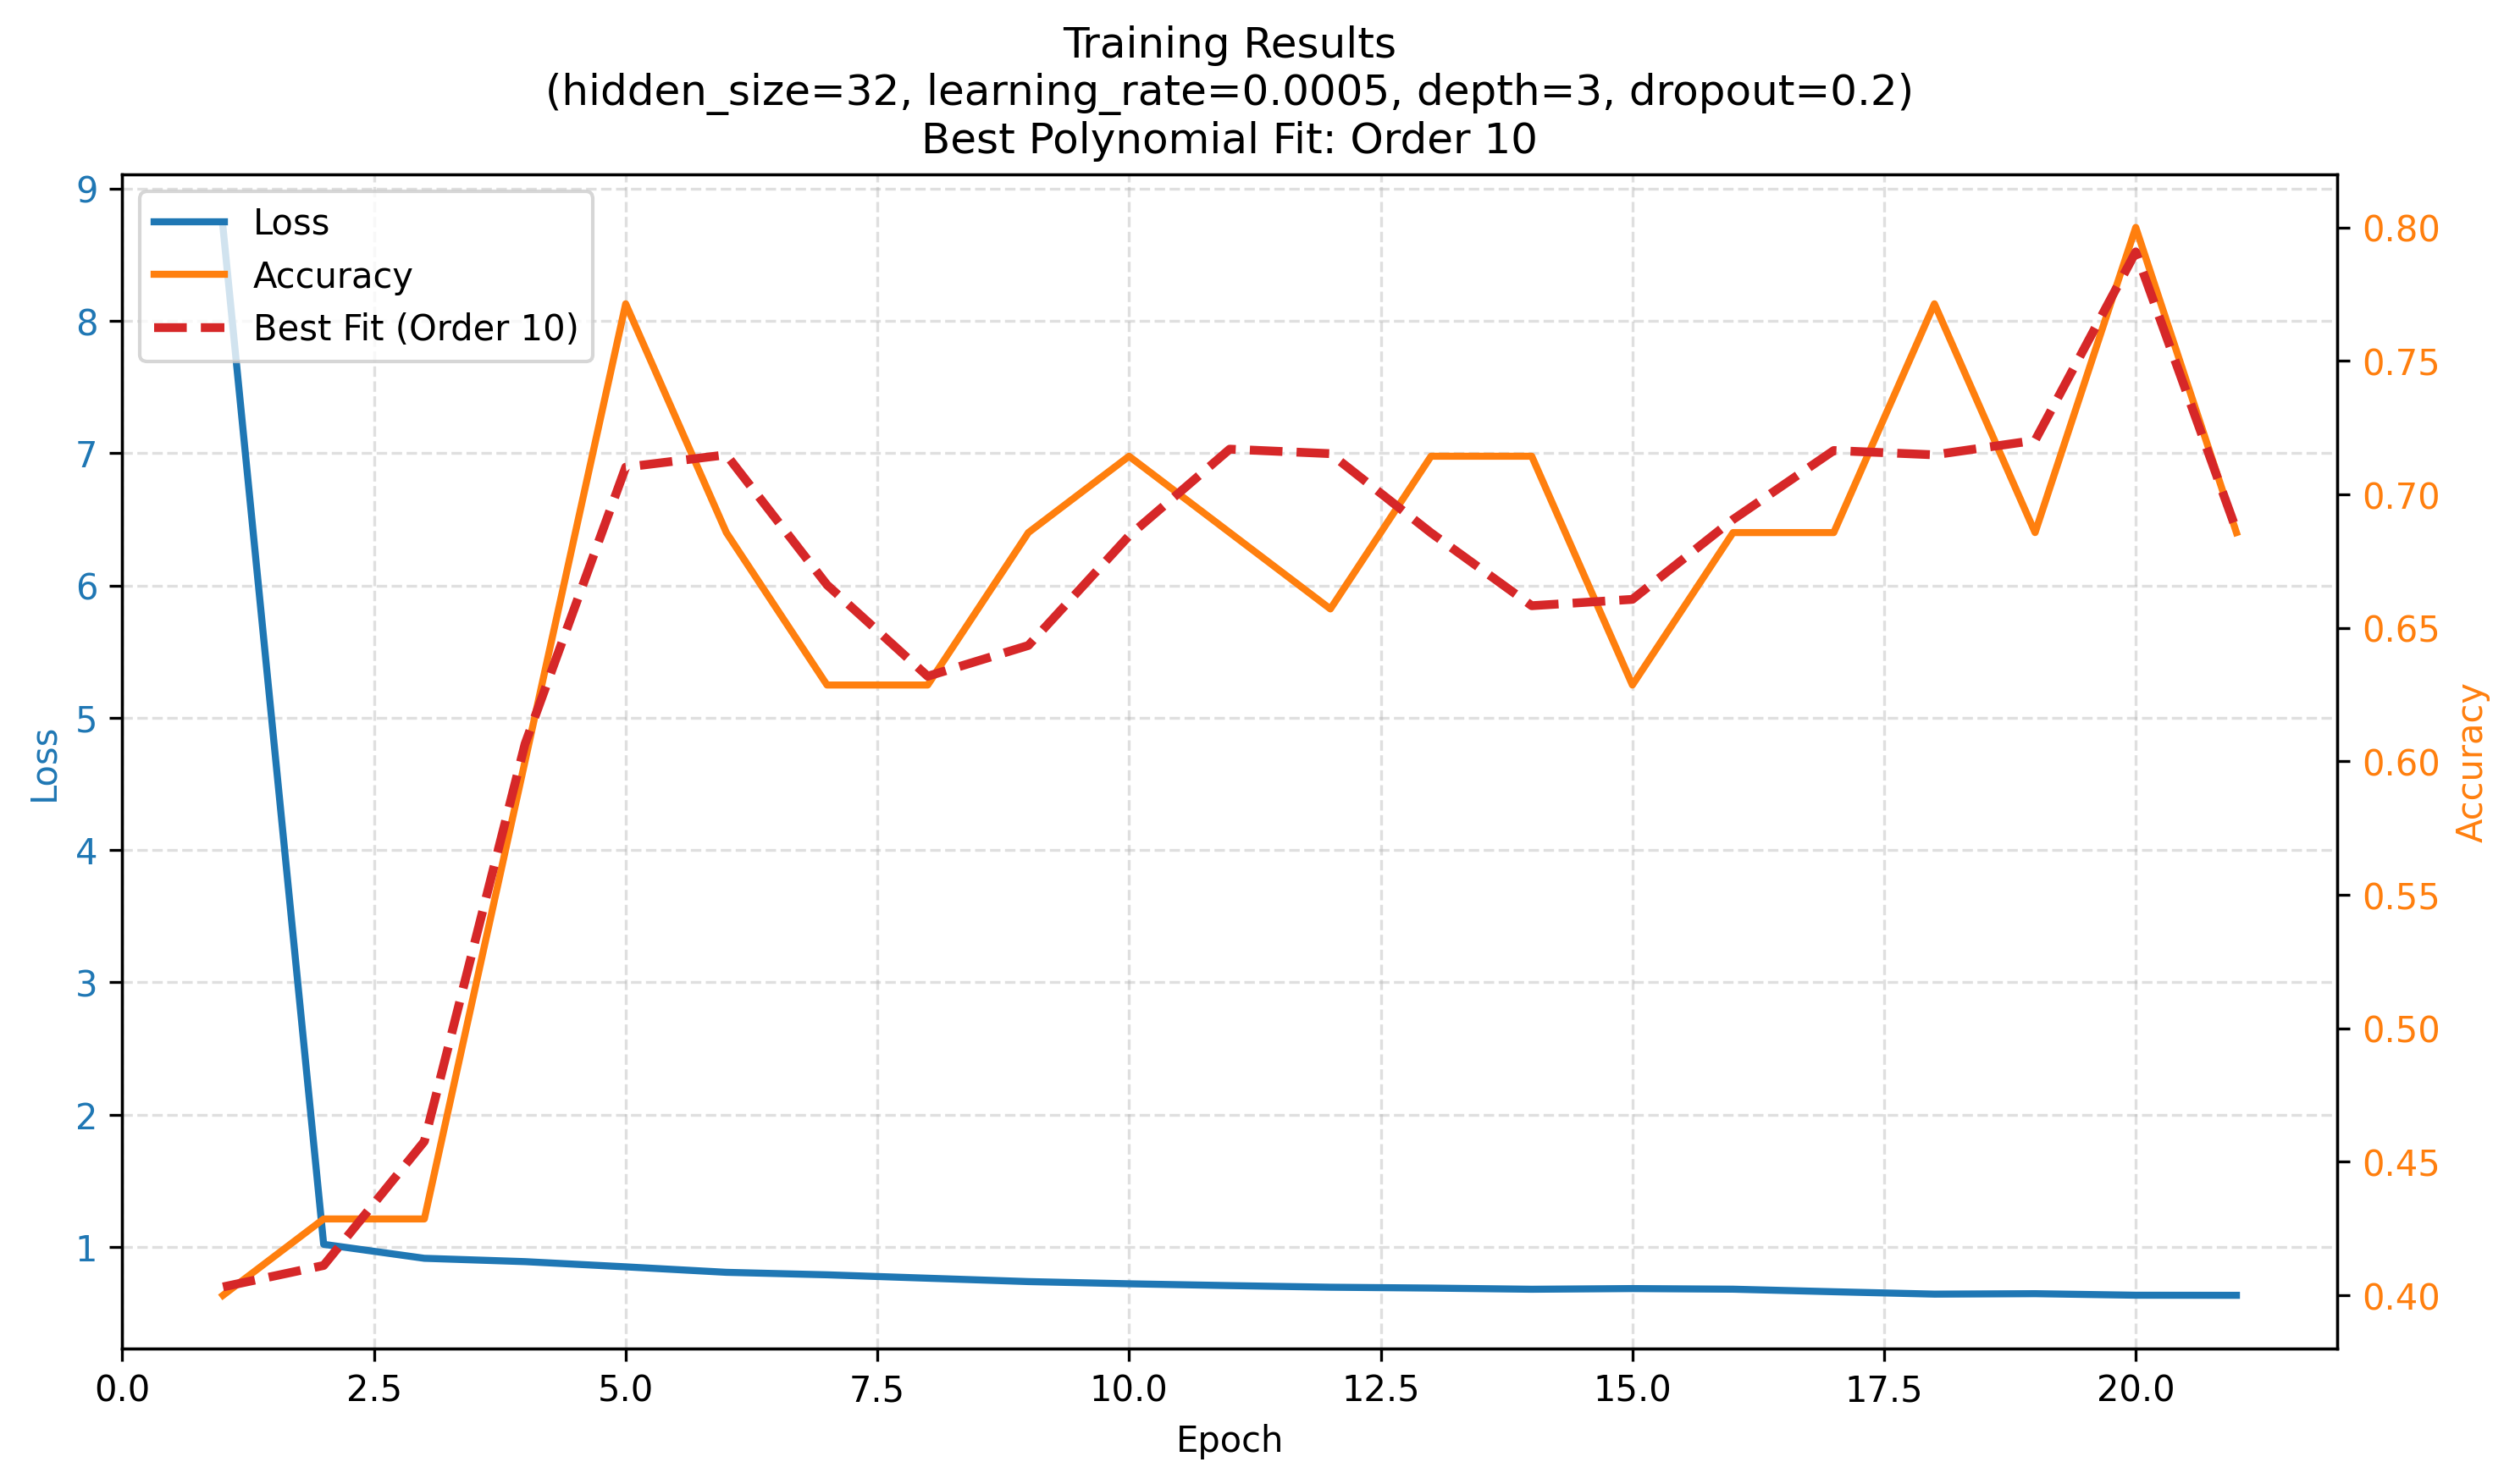 Training Results
(hidden_size=32, learning_rate=0.0005, depth=3, dropout=0.2)
Best Polynomial Fit: Order 10
Loss
Accuracy
Best Fit (Order 10)
9
8
7
6
5
4
3
2
1
Loss
0.80
0.75
0.70
0.65
0.60
0.55
0.50
0.45
0.40
Accuracy
0.0 2.5 5.0 7.5 10.0 12.5 15.0 17.5 20.0
Epoch